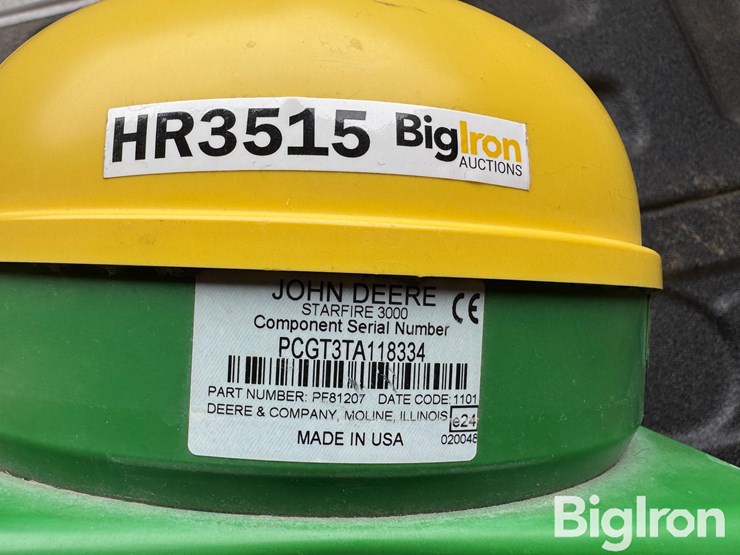 HR3515 BigIron
AUCTIONS
JOHN DEERE
STARFIRE 3000
Component Serial Number
PCGT3TA118334
PART NUMBER: PF81207 DATE CODE: 1101
DEERE & COMPANY, MOLINE, ILLINOIS e24
MADE IN USA 020048
CE
BigIron